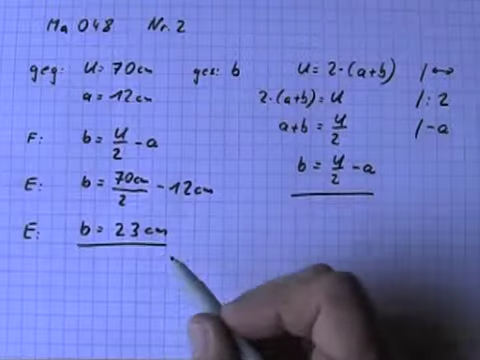 Ma 048 Nr. 2
geg: u = 70cm ges: b
a = 12cm
F: b = u/2 - a
E: b = 70cm/2 - 12cm
E: b = 23cm
u = 2·(a+b) / ↔
2·(a+b) = u / : 2
a+b = u/2 / -a
b = u/2 - a